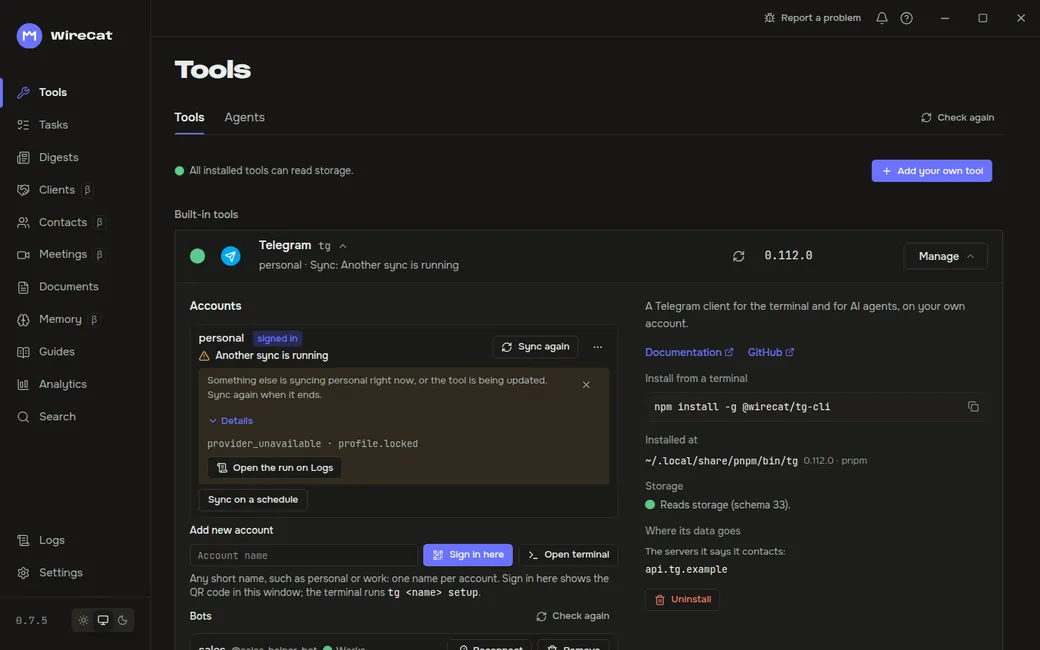 Report a problem
WireCat
Tools
Tasks
Digests
Clients β
Contacts β
Meetings β
Documents
Memory β
Guides
Analytics
Search
Logs
Settings
0.7.5
Tools
Tools
Agents
Check again
All installed tools can read storage.
Add your own tool
Built-in tools
Telegram tg
personal · Sync: Another sync is running
0.112.0
Manage
Accounts
personal signed in
Another sync is running
Sync again
Something else is syncing personal right now, or the tool is being updated.
Sync again when it ends.
Details
provider_unavailable · profile.locked
Open the run on Logs
Sync on a schedule
Add new account
Account name
Sign in here
Open terminal
Any short name, such as personal or work: one name per account. Sign in here shows the
QR code in this window; the terminal runs tg <name> setup.
Bots
Check again
sales @sales_helper_bot Works
Reconnect
Remove
A Telegram client for the terminal and for AI agents, on your own
account.
Documentation
GitHub
Install from a terminal
npm install -g @wirecat/tg-cli
Installed at
~/.local/share/pnpm/bin/tg 0.112.0 · pnpm
Storage
Reads storage (schema 33).
Where its data goes
The servers it says it contacts:
api.tg.example
Uninstall